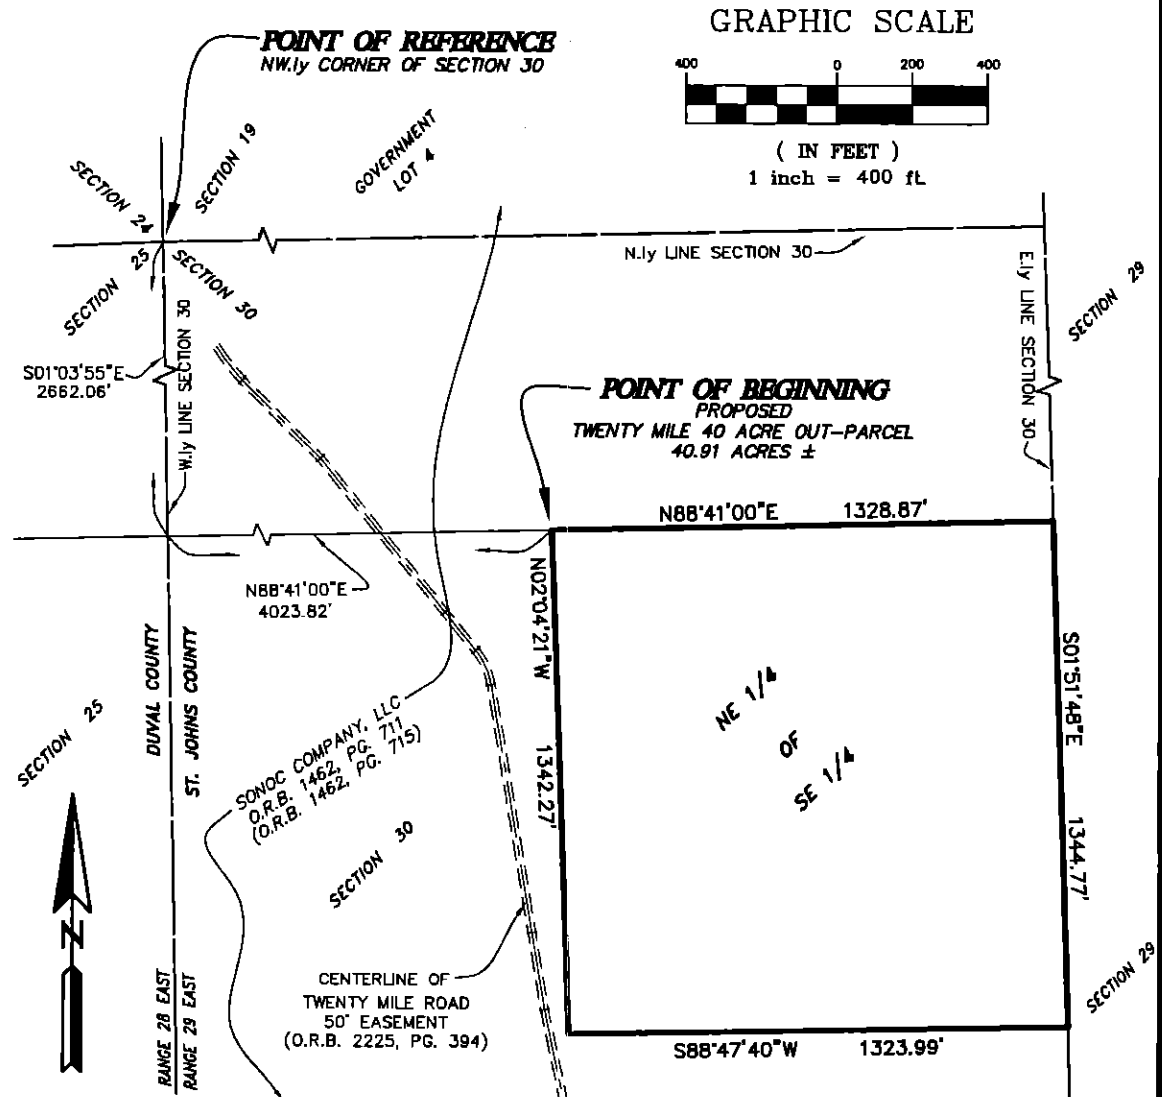 GRAPHIC SCALE
400 0 200 400
( IN FEET )
1 inch = 400 ft.
POINT OF REFERENCE
NW.ly CORNER OF SECTION 30
SECTION 24
SECTION 19
GOVERNMENT
LOT 4
SECTION 25
SECTION 30
N.ly LINE SECTION 30
E.ly LINE SECTION 30
SECTION 29
S01°03'55"E
2662.06'
W.ly LINE SECTION 30
POINT OF BEGINNING
PROPOSED
TWENTY MILE 40 ACRE OUT-PARCEL
40.91 ACRES ±
N88°41'00"E 1328.87'
N88°41'00"E
4023.82'
N02°04'21"W 1342.27'
S01°51'48"E 1344.77'
NE 1/4
OF
SE 1/4
DUVAL COUNTY
ST. JOHNS COUNTY
SECTION 25
SONOC COMPANY, LLC
O.R.B. 1462, PG. 711
(O.R.B. 1462, PG. 715)
SECTION 30
N
CENTERLINE OF
TWENTY MILE ROAD
50' EASEMENT
(O.R.B. 2225, PG. 394)
RANGE 28 EAST
RANGE 29 EAST
SECTION 29
S88°47'40"W 1323.99'